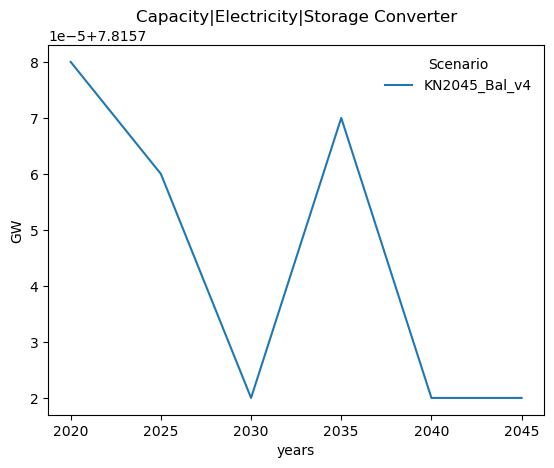 Capacity|Electricity|Storage Converter
1e−5+7.8157
Scenario
KN2045_Bal_v4
8
7
6
5
4
3
2
GW
2020 2025 2030 2035 2040 2045
years